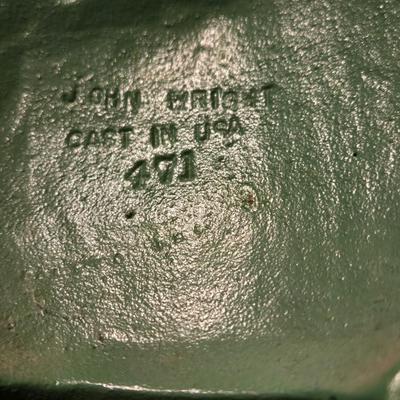 JOHN WRIGHT
CAST IN USA
471